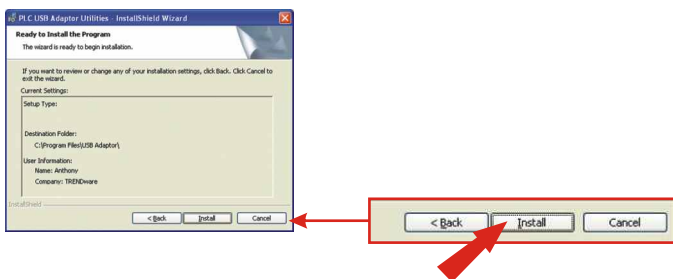 PLC USB Adaptor Utilities - InstallShield Wizard
Ready to Install the Program
The wizard is ready to begin installation.
If you want to review or change any of your installation settings, click Back. Click Cancel to
exit the wizard.
Current Settings:
Setup Type:
Destination Folder:
C:\Program Files\USB Adaptor\
User Information:
Name: Anthony
Company: TRENDware
InstallShield
< Back Install Cancel
< Back Install Cancel